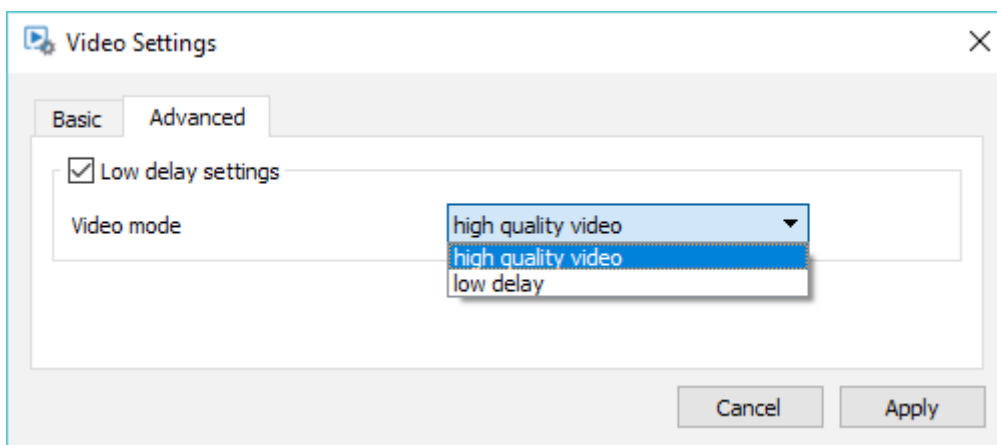 Video Settings
Basic Advanced
Low delay settings
Video mode high quality video
high quality video
low delay
Cancel Apply